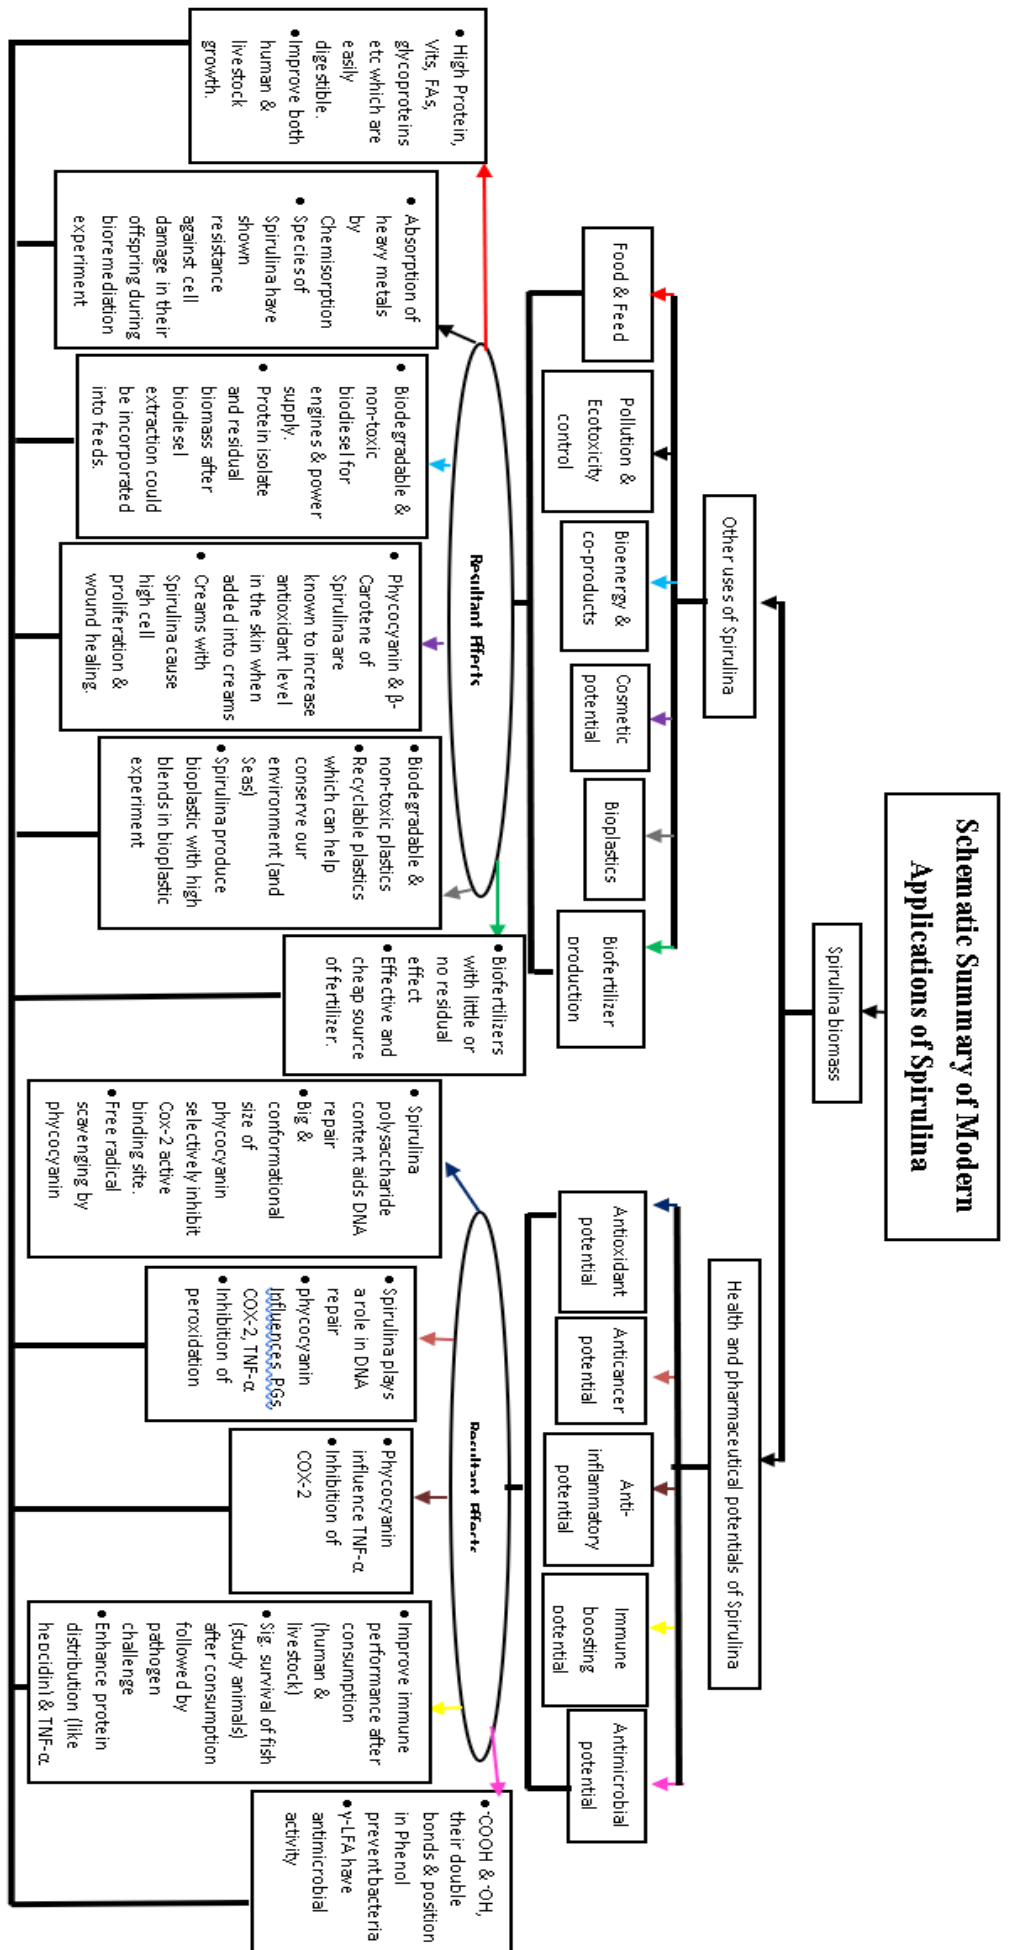 Schematic Summary of Modern
Applications of Spirulina
Spirulina biomass
Other uses of Spirulina
Health and pharmaceutical potentials of Spirulina
Food & Feed
Pollution &
Ecotoxicity
control
Bioenergy &
co-products
Cosmetic
potential
Bioplastics
Biofertilizer
production
Antioxidant
potential
Anticancer
potential
Anti-
inflammatory
potential
Immune
boosting
potential
Antimicrobial
potential
Resultant Effects
Resultant Effects
• High Protein,
Vits, FAs,
glycoproteins
etc which are
easily
digestible.
• Improve both
human &
livestock
growth.
• Absorption of
heavy metals
by
Chemisorption
• Species of
Spirulina have
shown
resistance
against cell
damage in their
offspring during
bioremediation
experiment
• Biodegradable &
non-toxic
biodiesel for
engines & power
supply.
• Protein isolate
and residual
biomass after
biodiesel
extraction could
be incorporated
into feeds.
• Phycocyanin & β-
Carotene of
Spirulina are
known to increase
antioxidant level
in the skin when
added into creams
• Creams with
Spirulina cause
high cell
proliferation &
wound healing.
• Biodegradable &
non-toxic plastics
• Recyclable plastics
which can help
conserve our
environment (and
Seas)
• Spirulina produce
bioplastic with high
blends in bioplastic
experiment
• Biofertilizers
with little or
no residual
effect
• Effective and
cheap source
of fertilizer.
• Spirulina
polysaccharide
content aids DNA
repair
• Big &
conformational
size of
phycocyanin
selectively inhibit
Cox-2 active
binding site.
• Free radical
scavenging by
phycocyanin
• Spirulina plays
a role in DNA
repair
• phycocyanin
influences PGs,
COX-2, TNF-α
• Inhibition of
peroxidation
• Phycocyanin
influence TNF-α
• Inhibition of
COX-2
• Improve immune
performance after
consumption
(human &
livestock)
• Sig. survival of fish
(study animals)
after consumption
followed by
pathogen
challenge
• Enhance protein
distribution (like
hepcidin) & TNF-α
• -COOH & -OH,
their double
bonds & position
in Phenol
prevent bacteria
• γ-LFA have
antimicrobial
activity